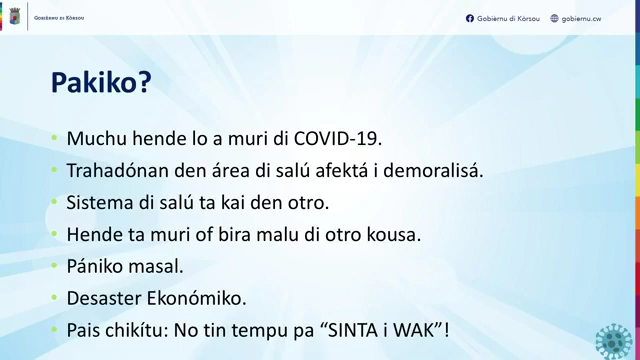 GOBIÈRNU DI KÒRSOU
Gobièrnu di Kòrsou
gobiernu.cw
Pakiko?
• Muchu hende lo a muri di COVID-19.
• Trahadónan den área di salú afektá i demoralisá.
• Sistema di salú ta kai den otro.
• Hende ta muri of bira malu di otro kousa.
• Pániko masal.
• Desaster Ekonómiko.
• Pais chikítu: No tin tempu pa “SINTA i WAK”!